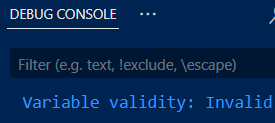 DEBUG CONSOLE ...
Filter (e.g. text, !exclude, \escape)
Variable validity: Invalid